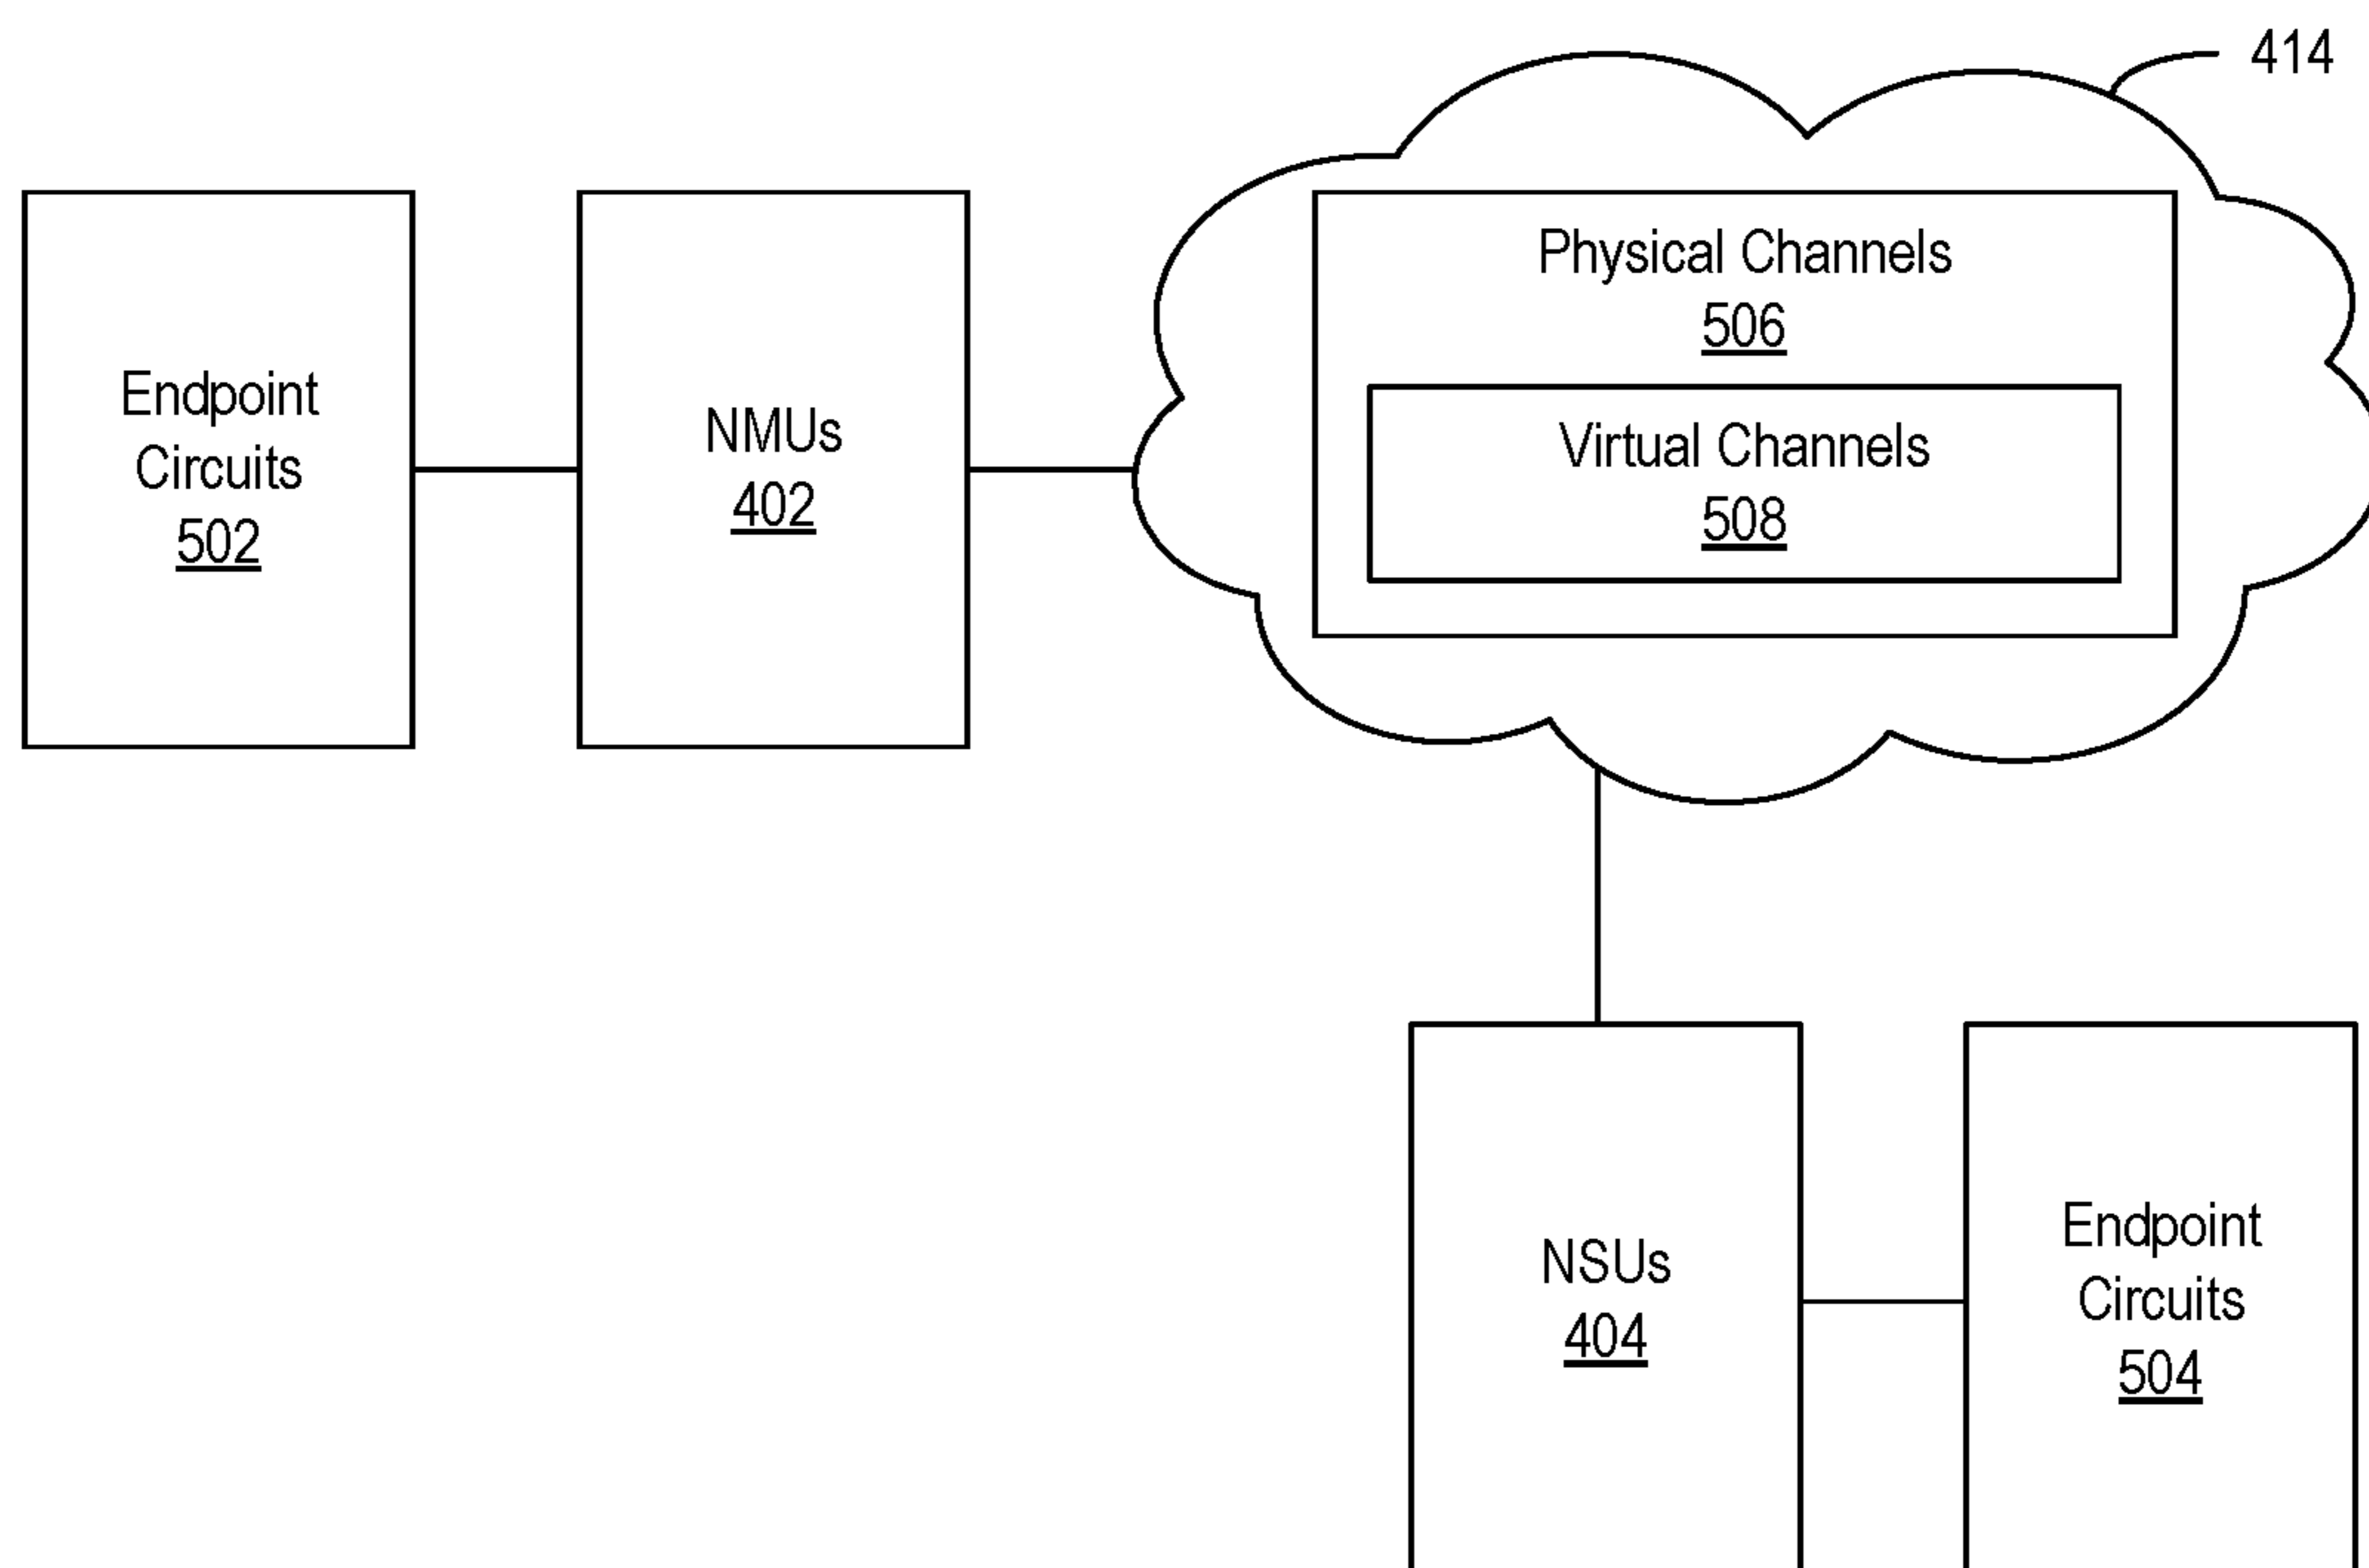 414
Physical Channels
506
Endpoint
Circuits
502
NMUs
402
Virtual Channels
508
NSUs
404
Endpoint
Circuits
504